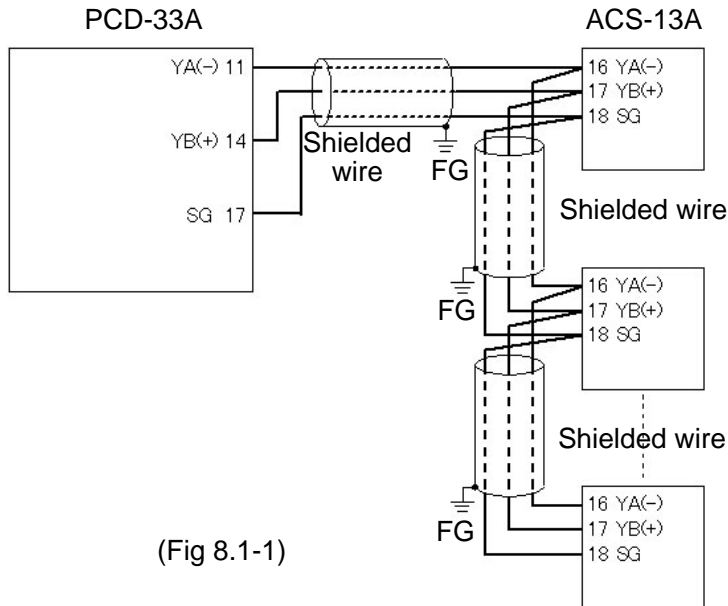 PCD-33A
ACS-13A
YA(-) 11
YB(+) 14
SG 17
Shielded
wire
FG
16 YA(-)
17 YB(+)
18 SG
Shielded wire
FG
16 YA(-)
17 YB(+)
18 SG
Shielded wire
FG
16 YA(-)
17 YB(+)
18 SG
(Fig 8.1-1)